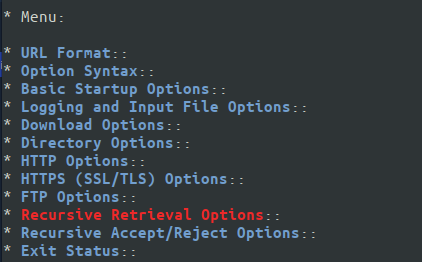 * Menu:
* URL Format::
* Option Syntax::
* Basic Startup Options::
* Logging and Input File Options::
* Download Options::
* Directory Options::
* HTTP Options::
* HTTPS (SSL/TLS) Options::
* FTP Options::
* Recursive Retrieval Options::
* Recursive Accept/Reject Options::
* Exit Status::